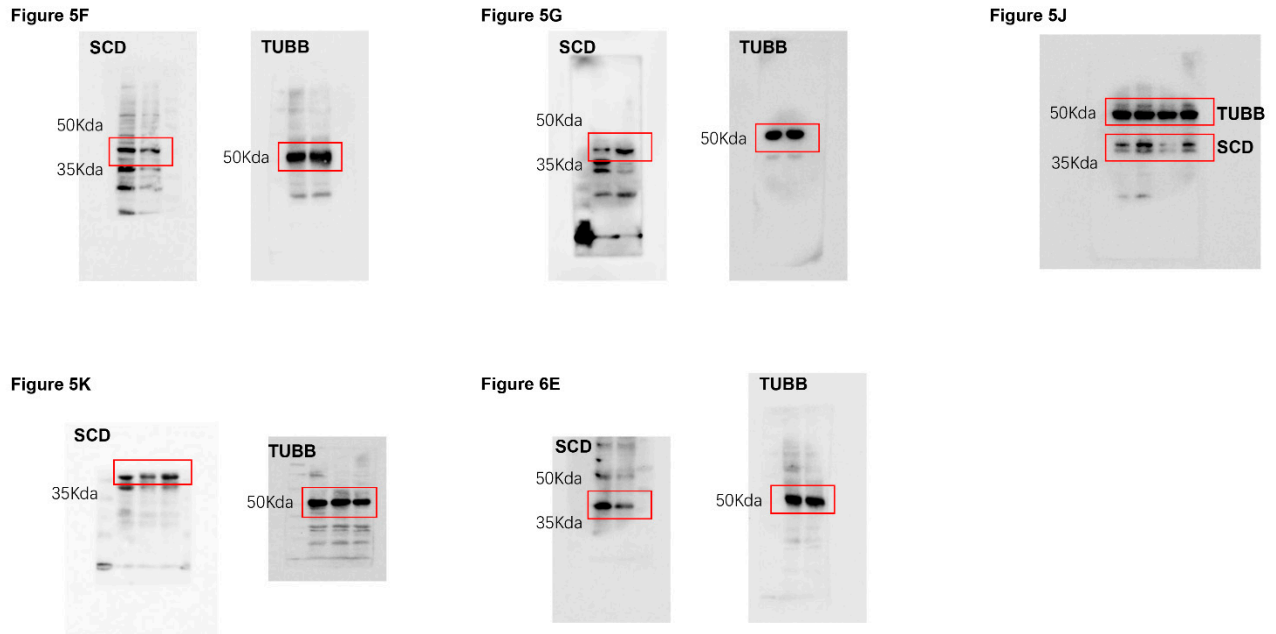 Figure 5F
SCD
TUBB
50Kda
35Kda
50Kda
Figure 5G
SCD
TUBB
50Kda
35Kda
50Kda
Figure 5J
50Kda
TUBB
SCD
35Kda
Figure 5K
SCD
35Kda
TUBB
50Kda
Figure 6E
SCD
50Kda
35Kda
TUBB
50Kda